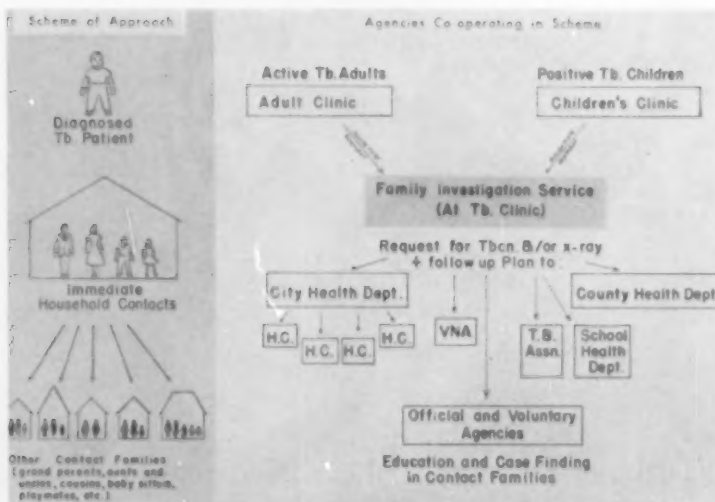 Scheme of Approach
Diagnosed
Tb Patient
Immediate
Household Contacts
Other Contact Families
(grand parents, aunts and
uncles, cousins, baby sitters,
playmates, etc.)
Agencies Co-operating in Scheme
Active Tb. Adults
Adult Clinic
Positive Tb. Children
Children's Clinic
Family Investigation Service
(At Tb. Clinic)
Request for Tbcn. &/or x-ray
+ follow up Plan to
City Health Dept.
County Health Dept
H.C.
H.C.
H.C.
H.C.
VNA
T.B.
Assn.
School
Health
Dept.
Official and Voluntary
Agencies
Education and Case Finding
in Contact Families